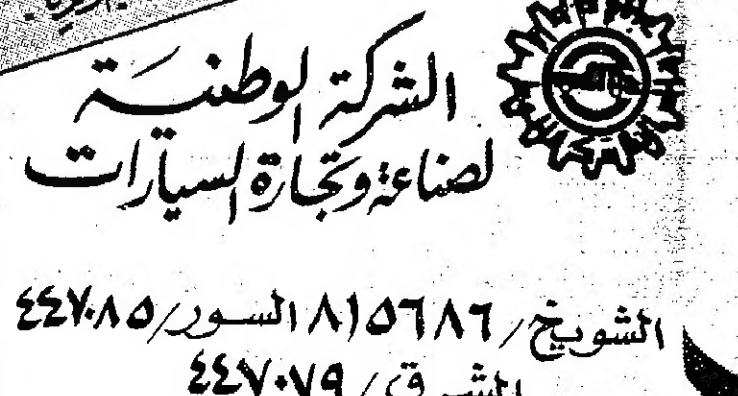 الشركة الوطنية
لصناعة وتجارة السيارات
الشويخ/٨١٥٦٨٦ السور/٤٤٧٠٨٥
الشرق/٤٤٧٠٧٩